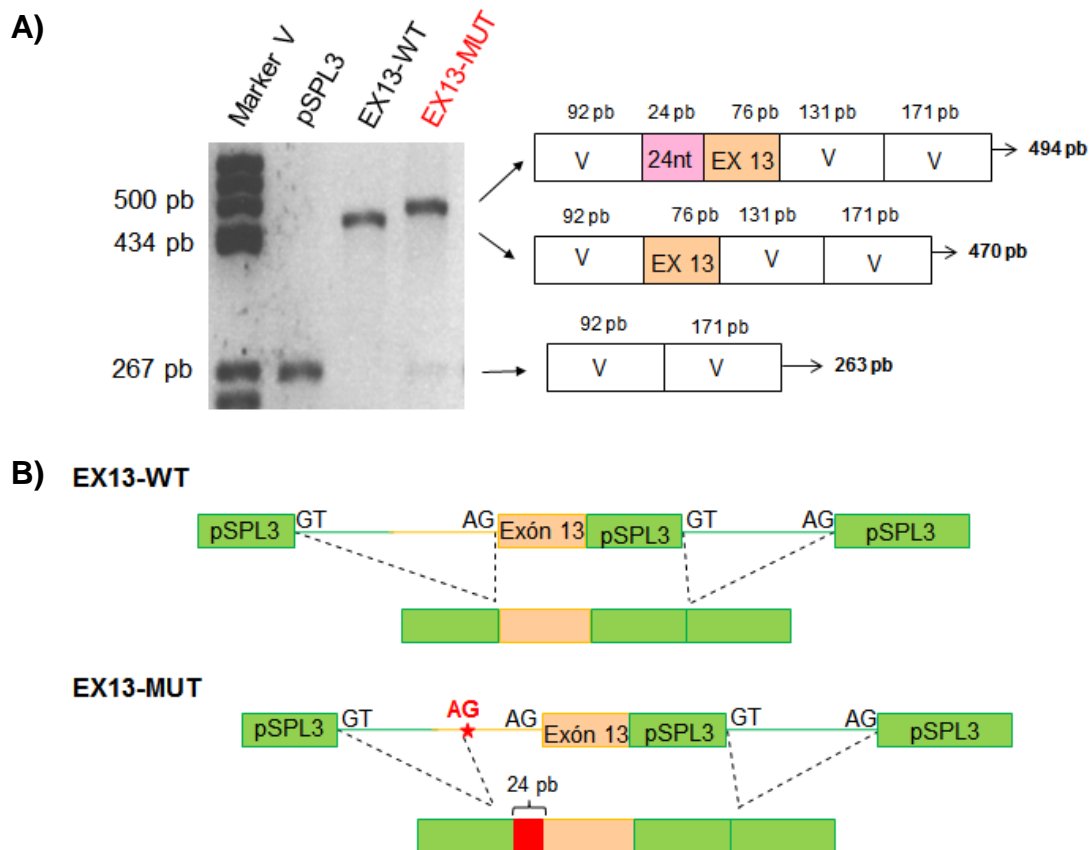 A)
Marker V
pSPL3
EX13-WT
EX13-MUT
500 pb
434 pb
267 pb
92 pb 24 pb 76 pb 131 pb 171 pb
V 24nt EX 13 V V 494 pb
92 pb 76 pb 131 pb 171 pb
V EX 13 V V 470 pb
92 pb 171 pb
V V 263 pb
B) EX13-WT
pSPL3 GT AG Exón 13 pSPL3 GT AG pSPL3
EX13-MUT
AG
pSPL3 GT AG Exón 13 pSPL3 GT AG pSPL3
24 pb